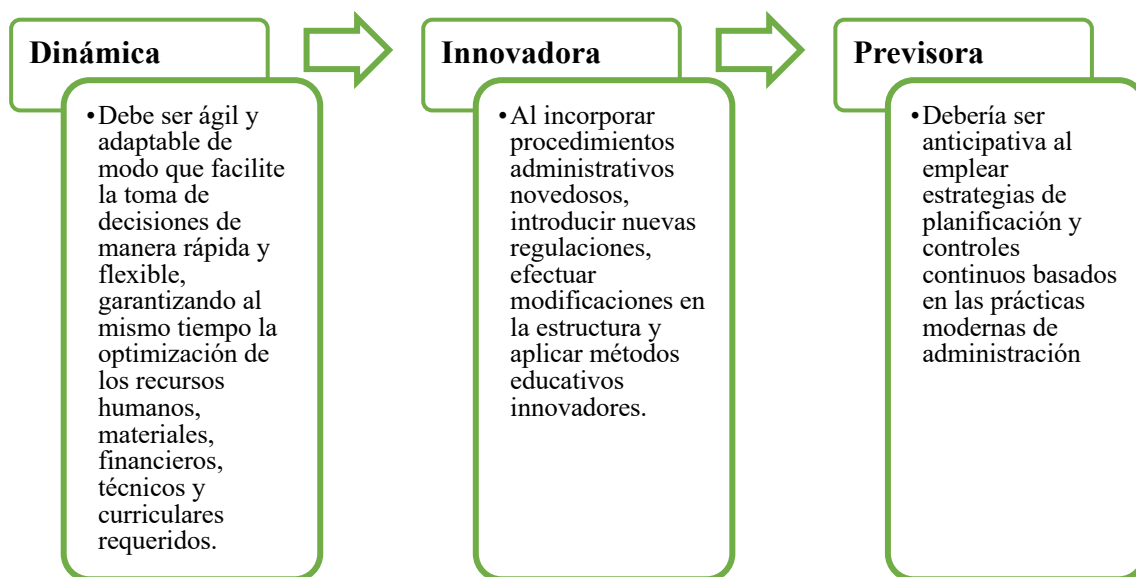 Dinámica
•Debe ser ágil y
adaptable de
modo que facilite
la toma de
decisiones de
manera rápida y
flexible,
garantizando al
mismo tiempo la
optimización de
los recursos
humanos,
materiales,
financieros,
técnicos y
curriculares
requeridos.
Innovadora
•Al incorporar
procedimientos
administrativos
novedosos,
introducir nuevas
regulaciones,
efectuar
modificaciones en
la estructura y
aplicar métodos
educativos
innovadores.
Previsora
•Debería ser
anticipativa al
emplear
estrategias de
planificación y
controles
continuos basados
en las prácticas
modernas de
administración